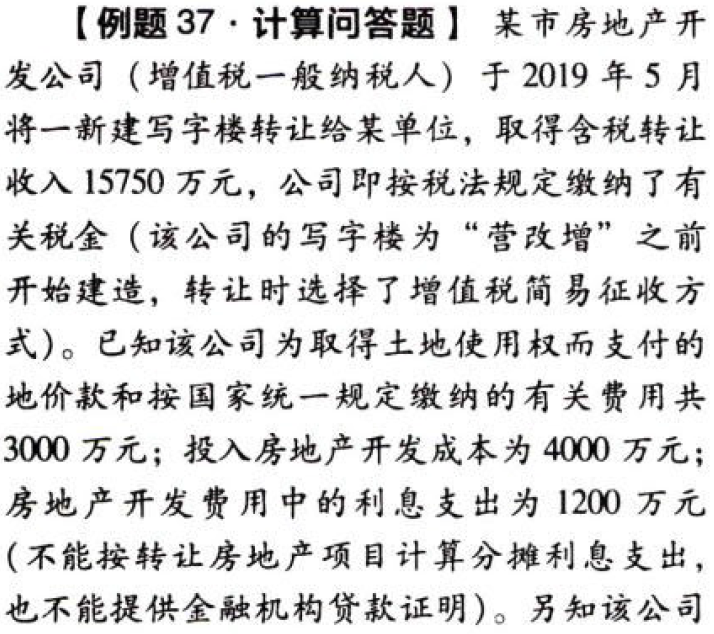 【例题 37·计算问答题】 某市房地产开
发公司（增值税一般纳税人）于 2019 年 5 月
将一新建写字楼转让给某单位，取得含税转让
收入 15750 万元，公司即按税法规定缴纳了有
关税金（该公司的写字楼为“营改增”之前
开始建造，转让时选择了增值税简易征收方
式）。已知该公司为取得土地使用权而支付的
地价款和按国家统一规定缴纳的有关费用共
3000 万元；投入房地产开发成本为 4000 万元；
房地产开发费用中的利息支出为 1200 万元
（不能按转让房地产项目计算分摊利息支出，
也不能提供金融机构贷款证明）。另知该公司